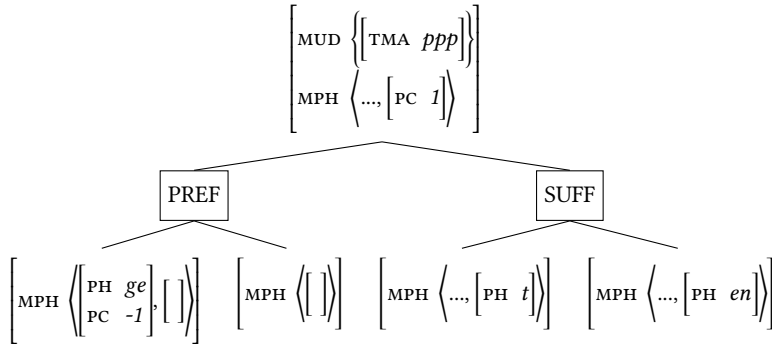 MUD {[TMA ppp]}
MPH ⟨..., [PC 1]⟩
PREF SUFF
[MPH ⟨[PH ge PC -1], [ ]⟩] [MPH ⟨[ ]⟩] [MPH ⟨..., [PH t]⟩] [MPH ⟨..., [PH en]⟩]